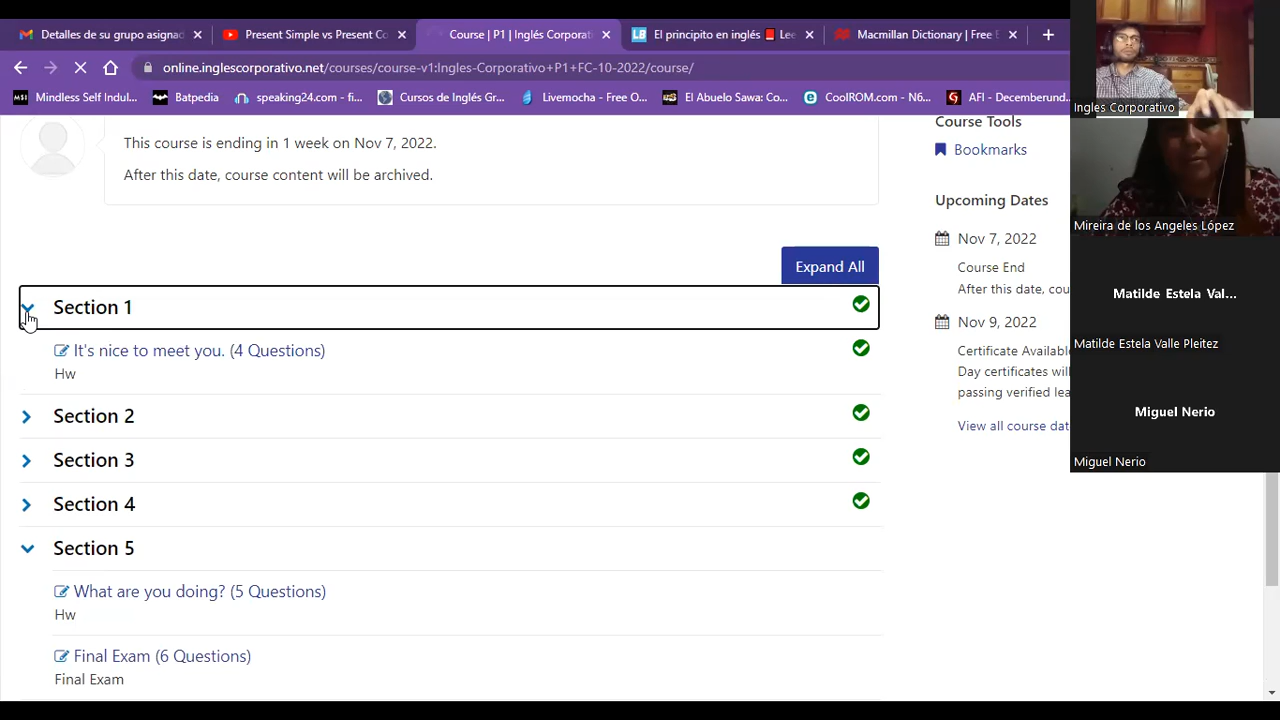 Detalles de su grupo asignad
Present Simple vs Present Co
Course | P1 | Inglés Corporat
El principito en inglés 📕 Lee
Macmillan Dictionary | Free E
online.inglescorporativo.net/courses/course-v1:Ingles-Corporativo+P1+FC-10-2022/course/
Mindless Self Indul...
Batpedia
speaking24.com - fi...
Cursos de Inglés Gr...
Livemocha - Free O...
El Abuelo Sawa: Co...
CoolROM.com - N6...
AFI - Decemberund.
This course is ending in 1 week on Nov 7, 2022.
After this date, course content will be archived.
Expand All
Section 1
It's nice to meet you. (4 Questions)
Hw
Section 2
Section 3
Section 4
Section 5
What are you doing? (5 Questions)
Hw
Final Exam (6 Questions)
Final Exam
Course Tools
Bookmarks
Upcoming Dates
Nov 7, 2022
Course End
After this date, cou
Nov 9, 2022
Certificate Available
Day certificates will
passing verified lea
View all course dat
Ingles Corporativo
Mireira de los Angeles López
Matilde Estela Val...
Matilde Estela Valle Pleitez
Miguel Nerio
Miguel Nerio